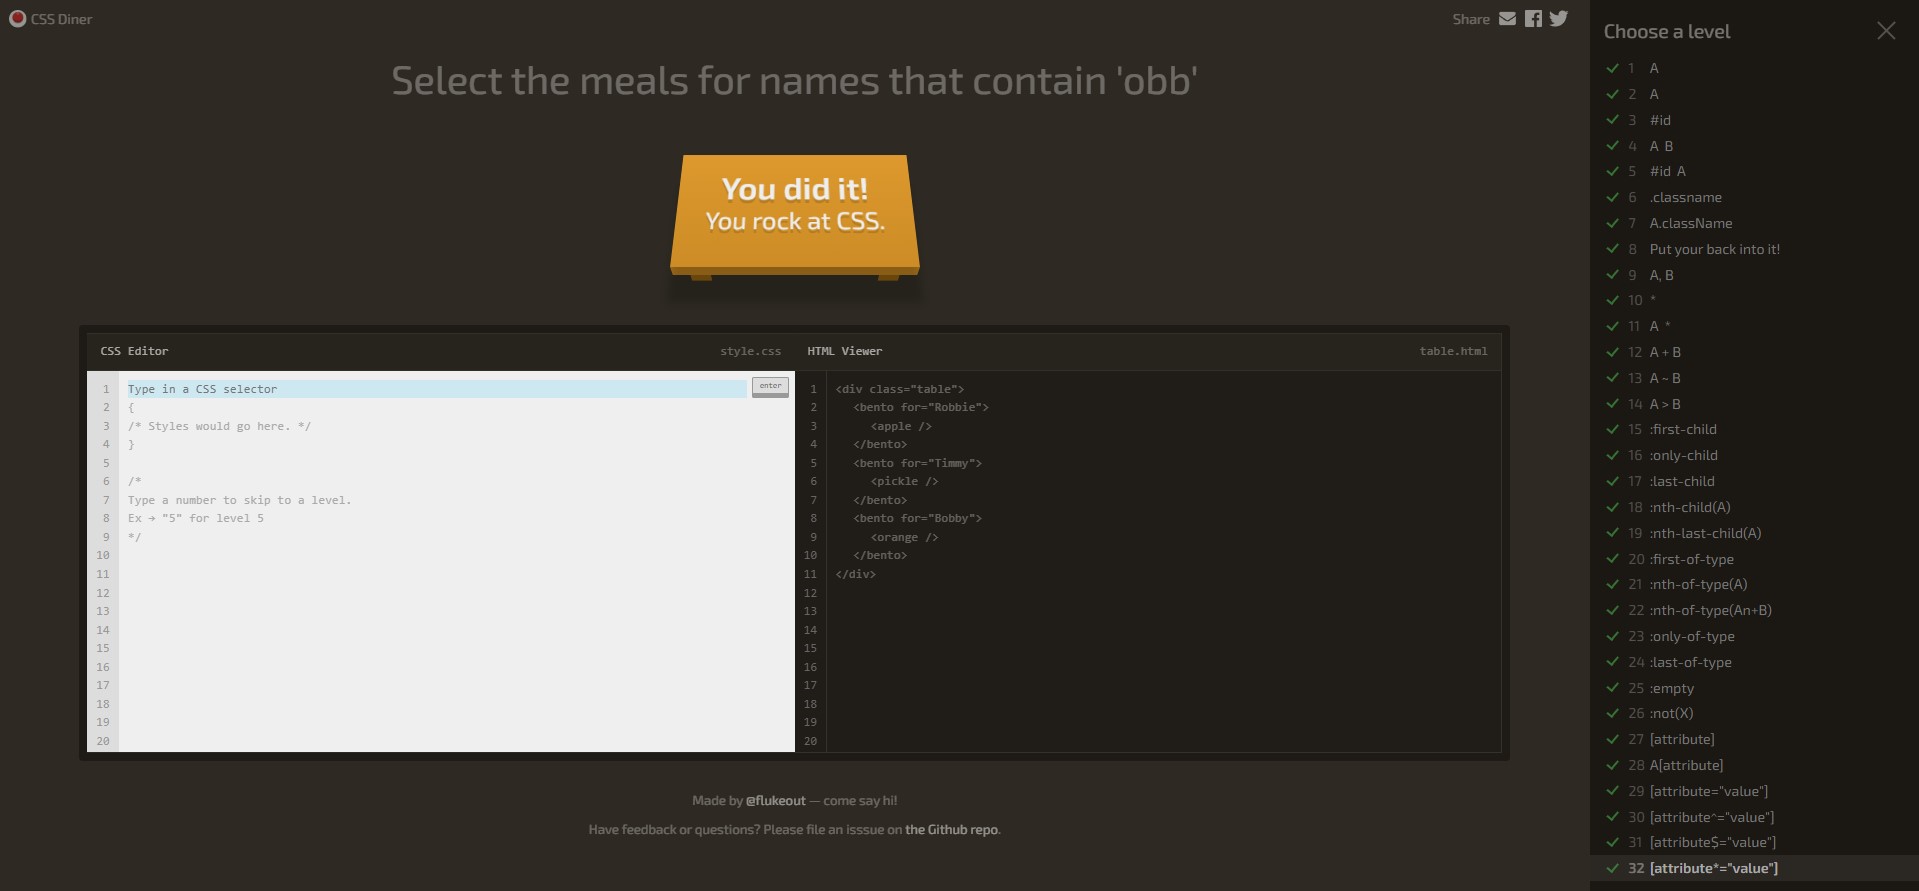 CSS Diner
Share
Select the meals for names that contain 'obb'
You did it!
You rock at CSS.
CSS Editor style.css
1 Type in a CSS selector enter
2 {
3 /* Styles would go here. */
4 }
5
6 /*
7 Type a number to skip to a level.
8 Ex → "5" for level 5
9 */
10
11
12
13
14
15
16
17
18
19
20
HTML Viewer table.html
1 <div class="table">
2 <bento for="Robbie">
3 <apple />
4 </bento>
5 <bento for="Timmy">
6 <pickle />
7 </bento>
8 <bento for="Bobby">
9 <orange />
10 </bento>
11 </div>
12
13
14
15
16
17
18
19
20
Made by @flukeout — come say hi!
Have feedback or questions? Please file an isssue on the Github repo.
Choose a level
1 A
2 A
3 #id
4 A B
5 #id A
6 .classname
7 A.className
8 Put your back into it!
9 A, B
10 *
11 A *
12 A + B
13 A ~ B
14 A > B
15 :first-child
16 :only-child
17 :last-child
18 :nth-child(A)
19 :nth-last-child(A)
20 :first-of-type
21 :nth-of-type(A)
22 :nth-of-type(An+B)
23 :only-of-type
24 :last-of-type
25 :empty
26 :not(X)
27 [attribute]
28 A[attribute]
29 [attribute="value"]
30 [attribute^="value"]
31 [attribute$="value"]
32 [attribute*="value"]